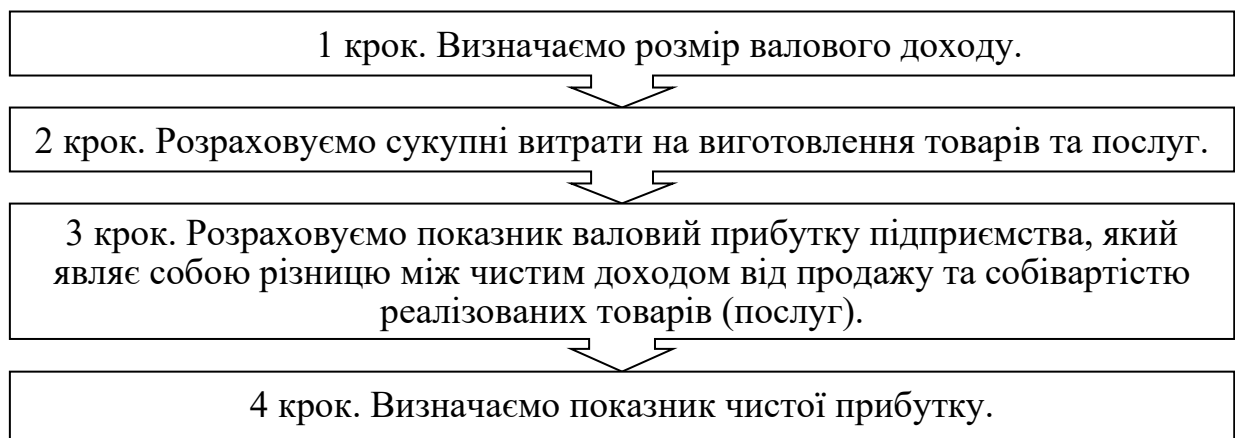 1 крок. Визначаємо розмір валового доходу.
2 крок. Розраховуємо сукупні витрати на виготовлення товарів та послуг.
3 крок. Розраховуємо показник валовий прибутку підприємства, який
являє собою різницю між чистим доходом від продажу та собівартістю
реалізованих товарів (послуг).
4 крок. Визначаємо показник чистої прибутку.